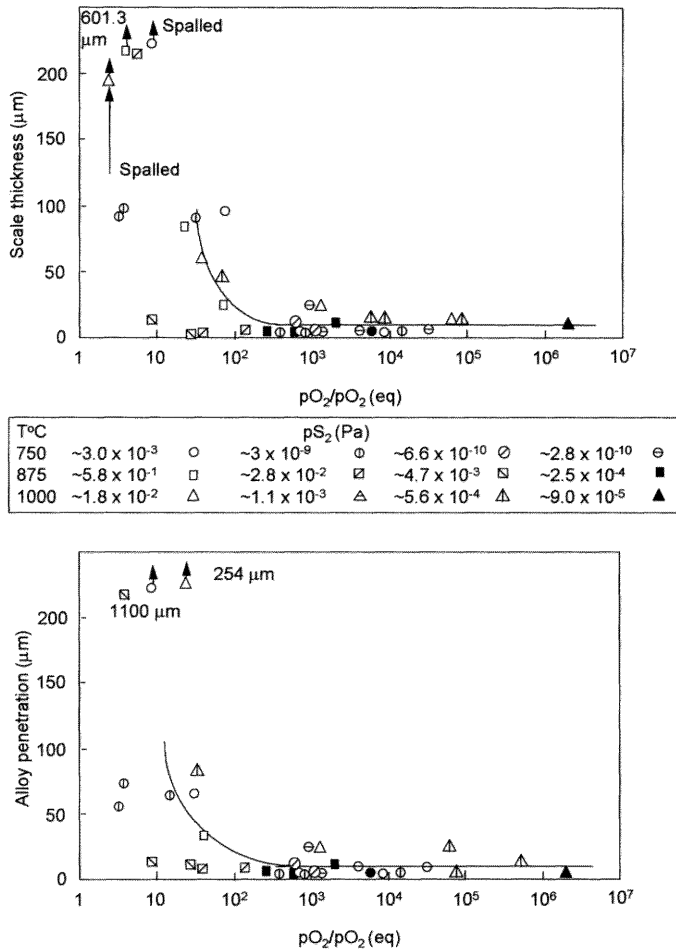 601.3
μm
Spalled
200
150
Spalled
100
50
0
Scale thickness (μm)
1 10 10² 10³ 10⁴ 10⁵ 10⁶ 10⁷
pO₂/pO₂ (eq)
T°C pS₂ (Pa)
750 ~3.0 x 10⁻³ ~3 x 10⁻⁹ ~6.6 x 10⁻¹⁰ ~2.8 x 10⁻¹⁰
875 ~5.8 x 10⁻¹ ~2.8 x 10⁻² ~4.7 x 10⁻³ ~2.5 x 10⁻⁴
1000 ~1.8 x 10⁻² ~1.1 x 10⁻³ ~5.6 x 10⁻⁴ ~9.0 x 10⁻⁵
254 μm
200
1100 μm
150
100
50
0
Alloy penetration (μm)
1 10 10² 10³ 10⁴ 10⁵ 10⁶ 10⁷
pO₂/pO₂ (eq)